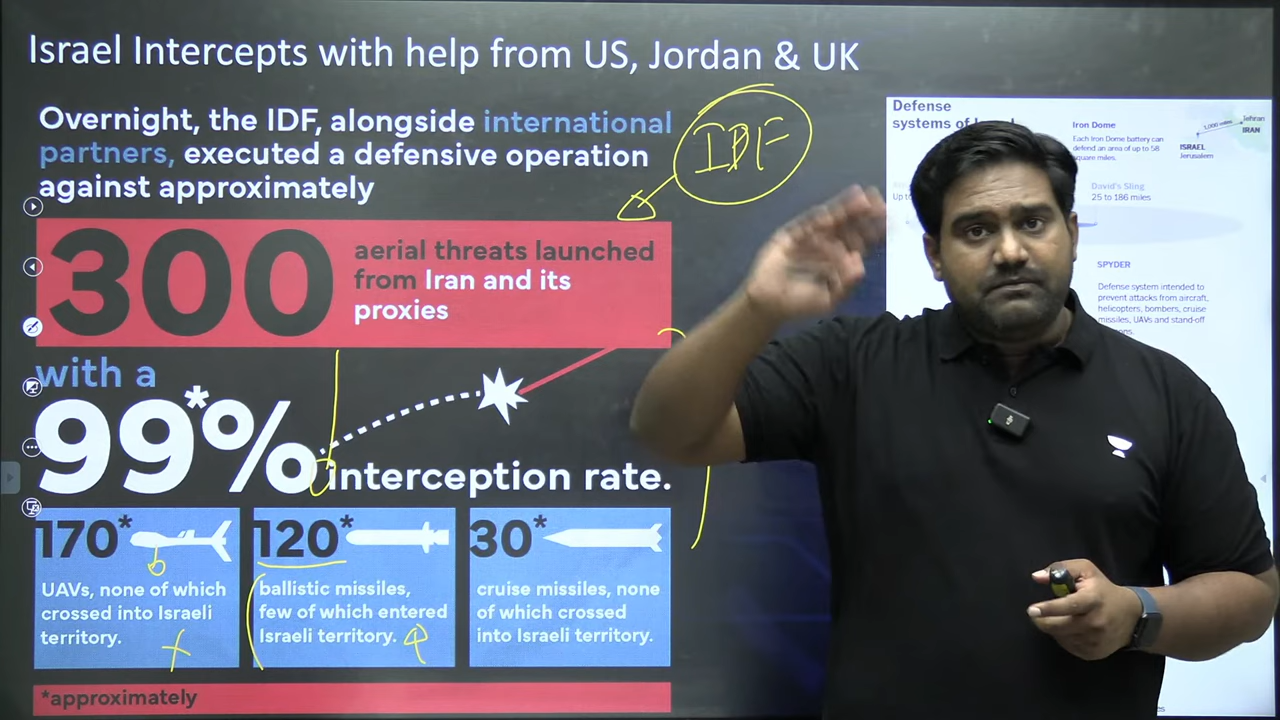 Israel Intercepts with help from US, Jordan & UK
Overnight, the IDF, alongside international
partners, executed a defensive operation
against approximately
IDF
300
aerial threats launched
from Iran and its
proxies
with a
99*%
interception rate.
170*
UAVs, none of which
crossed into Israeli
territory.
120*
ballistic missiles,
few of which entered
Israeli territory.
30*
cruise missiles, none
of which crossed
into Israeli territory.
*approximately
Defense
systems of
Iron Dome
Each Iron Dome battery can
defend an area of up to 58
square miles.
1,000 miles
Tehran
IRAN
ISRAEL
Jerusalem
David's Sling
25 to 186 miles
SPYDER
Defense system intended to
prevent attacks from aircraft,
helicopters, bombers, cruise
missiles, UAVs and stand-off